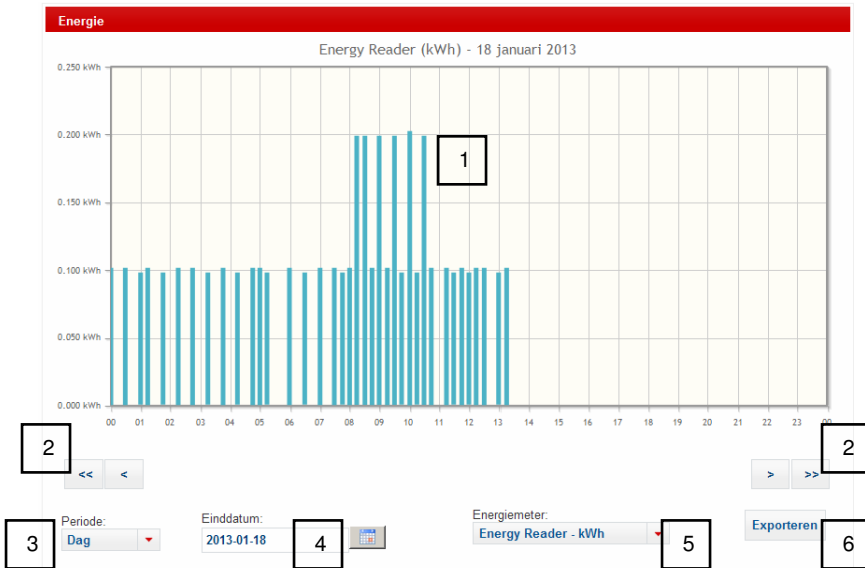 Energie
Energy Reader (kWh) - 18 januari 2013
0.250 kWh
0.200 kWh
1
0.150 kWh
0.100 kWh
0.050 kWh
0.000 kWh
00 01 02 03 04 05 06 07 08 09 10 11 12 13 14 15 16 17 18 19 20 21 22 23 00
2 2
<< < > >>
Periode: Einddatum: Energiemeter:
3 Dag 2013-01-18 4 Energy Reader - kWh 5 Exporteren 6